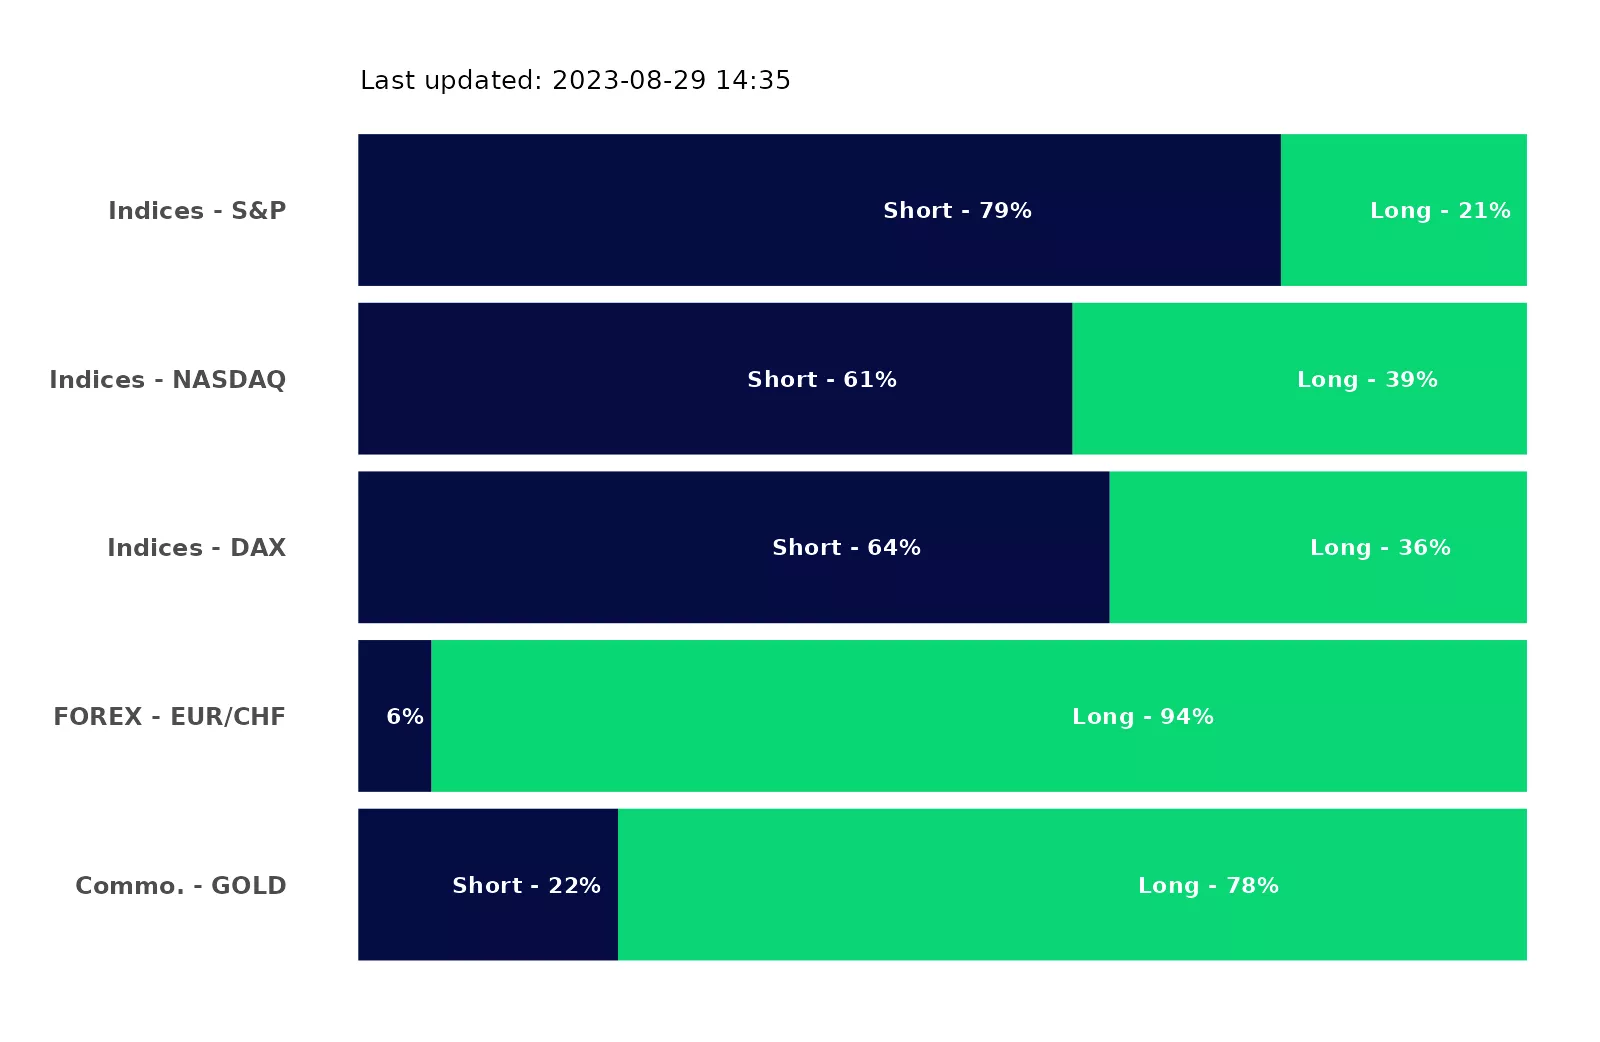 Last updated: 2023-08-29 14:35
Indices - S&P
Short - 79%
Long - 21%
Indices - NASDAQ
Short - 61%
Long - 39%
Indices - DAX
Short - 64%
Long - 36%
FOREX - EUR/CHF
6%
Long - 94%
Commo. - GOLD
Short - 22%
Long - 78%